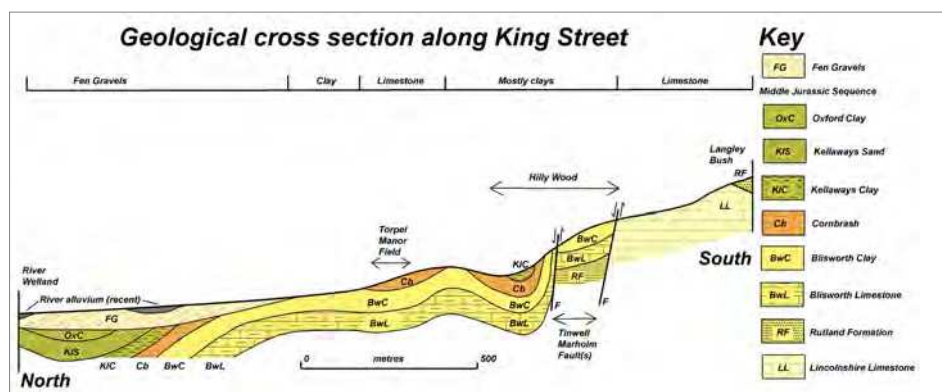 Geological cross section along King Street
Fen Gravels
Clay
Limestone
Mostly clays
Limestone
Langley
Bush
RF
Hilly Wood
LL
Torpel
Manor
Field
BwC
KlC
BwL
River
Welland
Cb
Cb
RF
South
River alluvium (recent)
BwC
BwC
FG
BwL
BwL
F
F
OxC
KlS
Tinwell
Marholm
Fault(s)
KlC
Cb
BwC
BwL
0
metres
500
North
Key
FG
Fen Gravels
Middle Jurassic Sequence
OxC
Oxford Clay
KlS
Kellaways Sand
KlC
Kellaways Clay
Cb
Cornbrash
BwC
Blisworth Clay
BwL
Blisworth Limestone
RF
Rutland Formation
LL
Lincolnshire Limestone